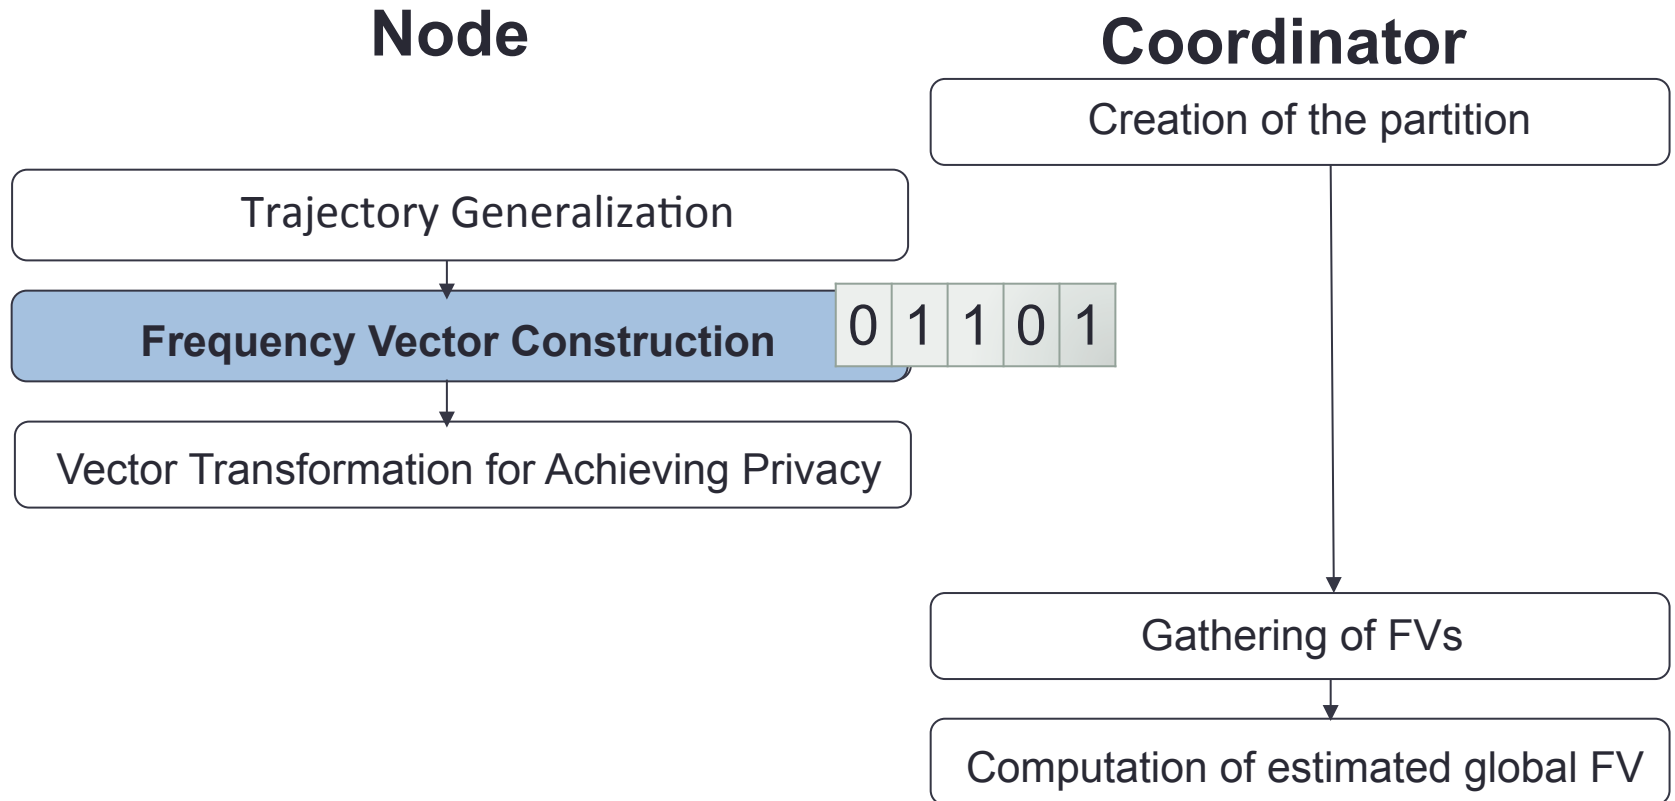 Node
Coordinator
Creation of the partition
Trajectory Generalization
Frequency Vector Construction
0 1 1 0 1
Vector Transformation for Achieving Privacy
Gathering of FVs
Computation of estimated global FV